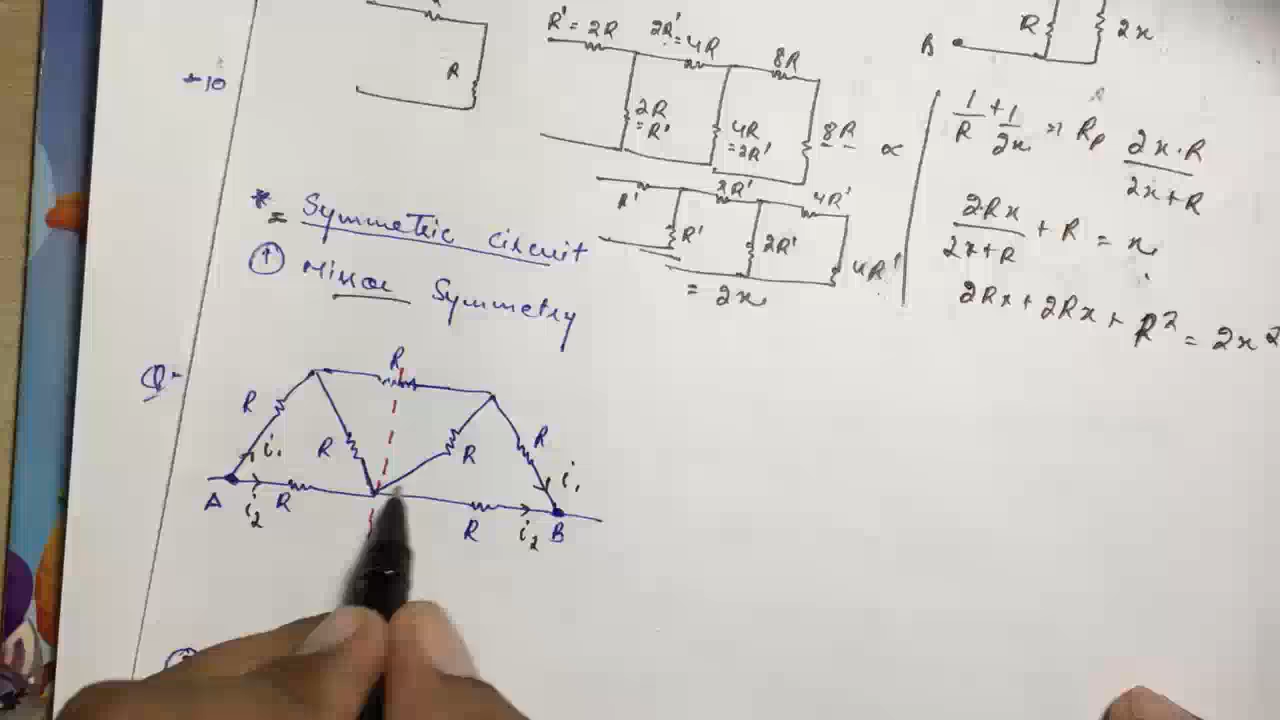 R
R
+10
R' = 2R
2R' = 4R
8R
2R = R'
4R = 2R'
8R
∝
R'
2R'
4R'
R'
2R'
4R'
= 2x
B
R
2x
1/R + 1/2x
R_P
2x·R / 2x+R
2Rx / 2x+R + R = x
2Rx + 2Rx + R² = 2x²
* = Symmetric circuit
① Mirror Symmetry
Q-
R
R
R
R
R
i₁
i₁
A
i₂
R
R
i₂
B